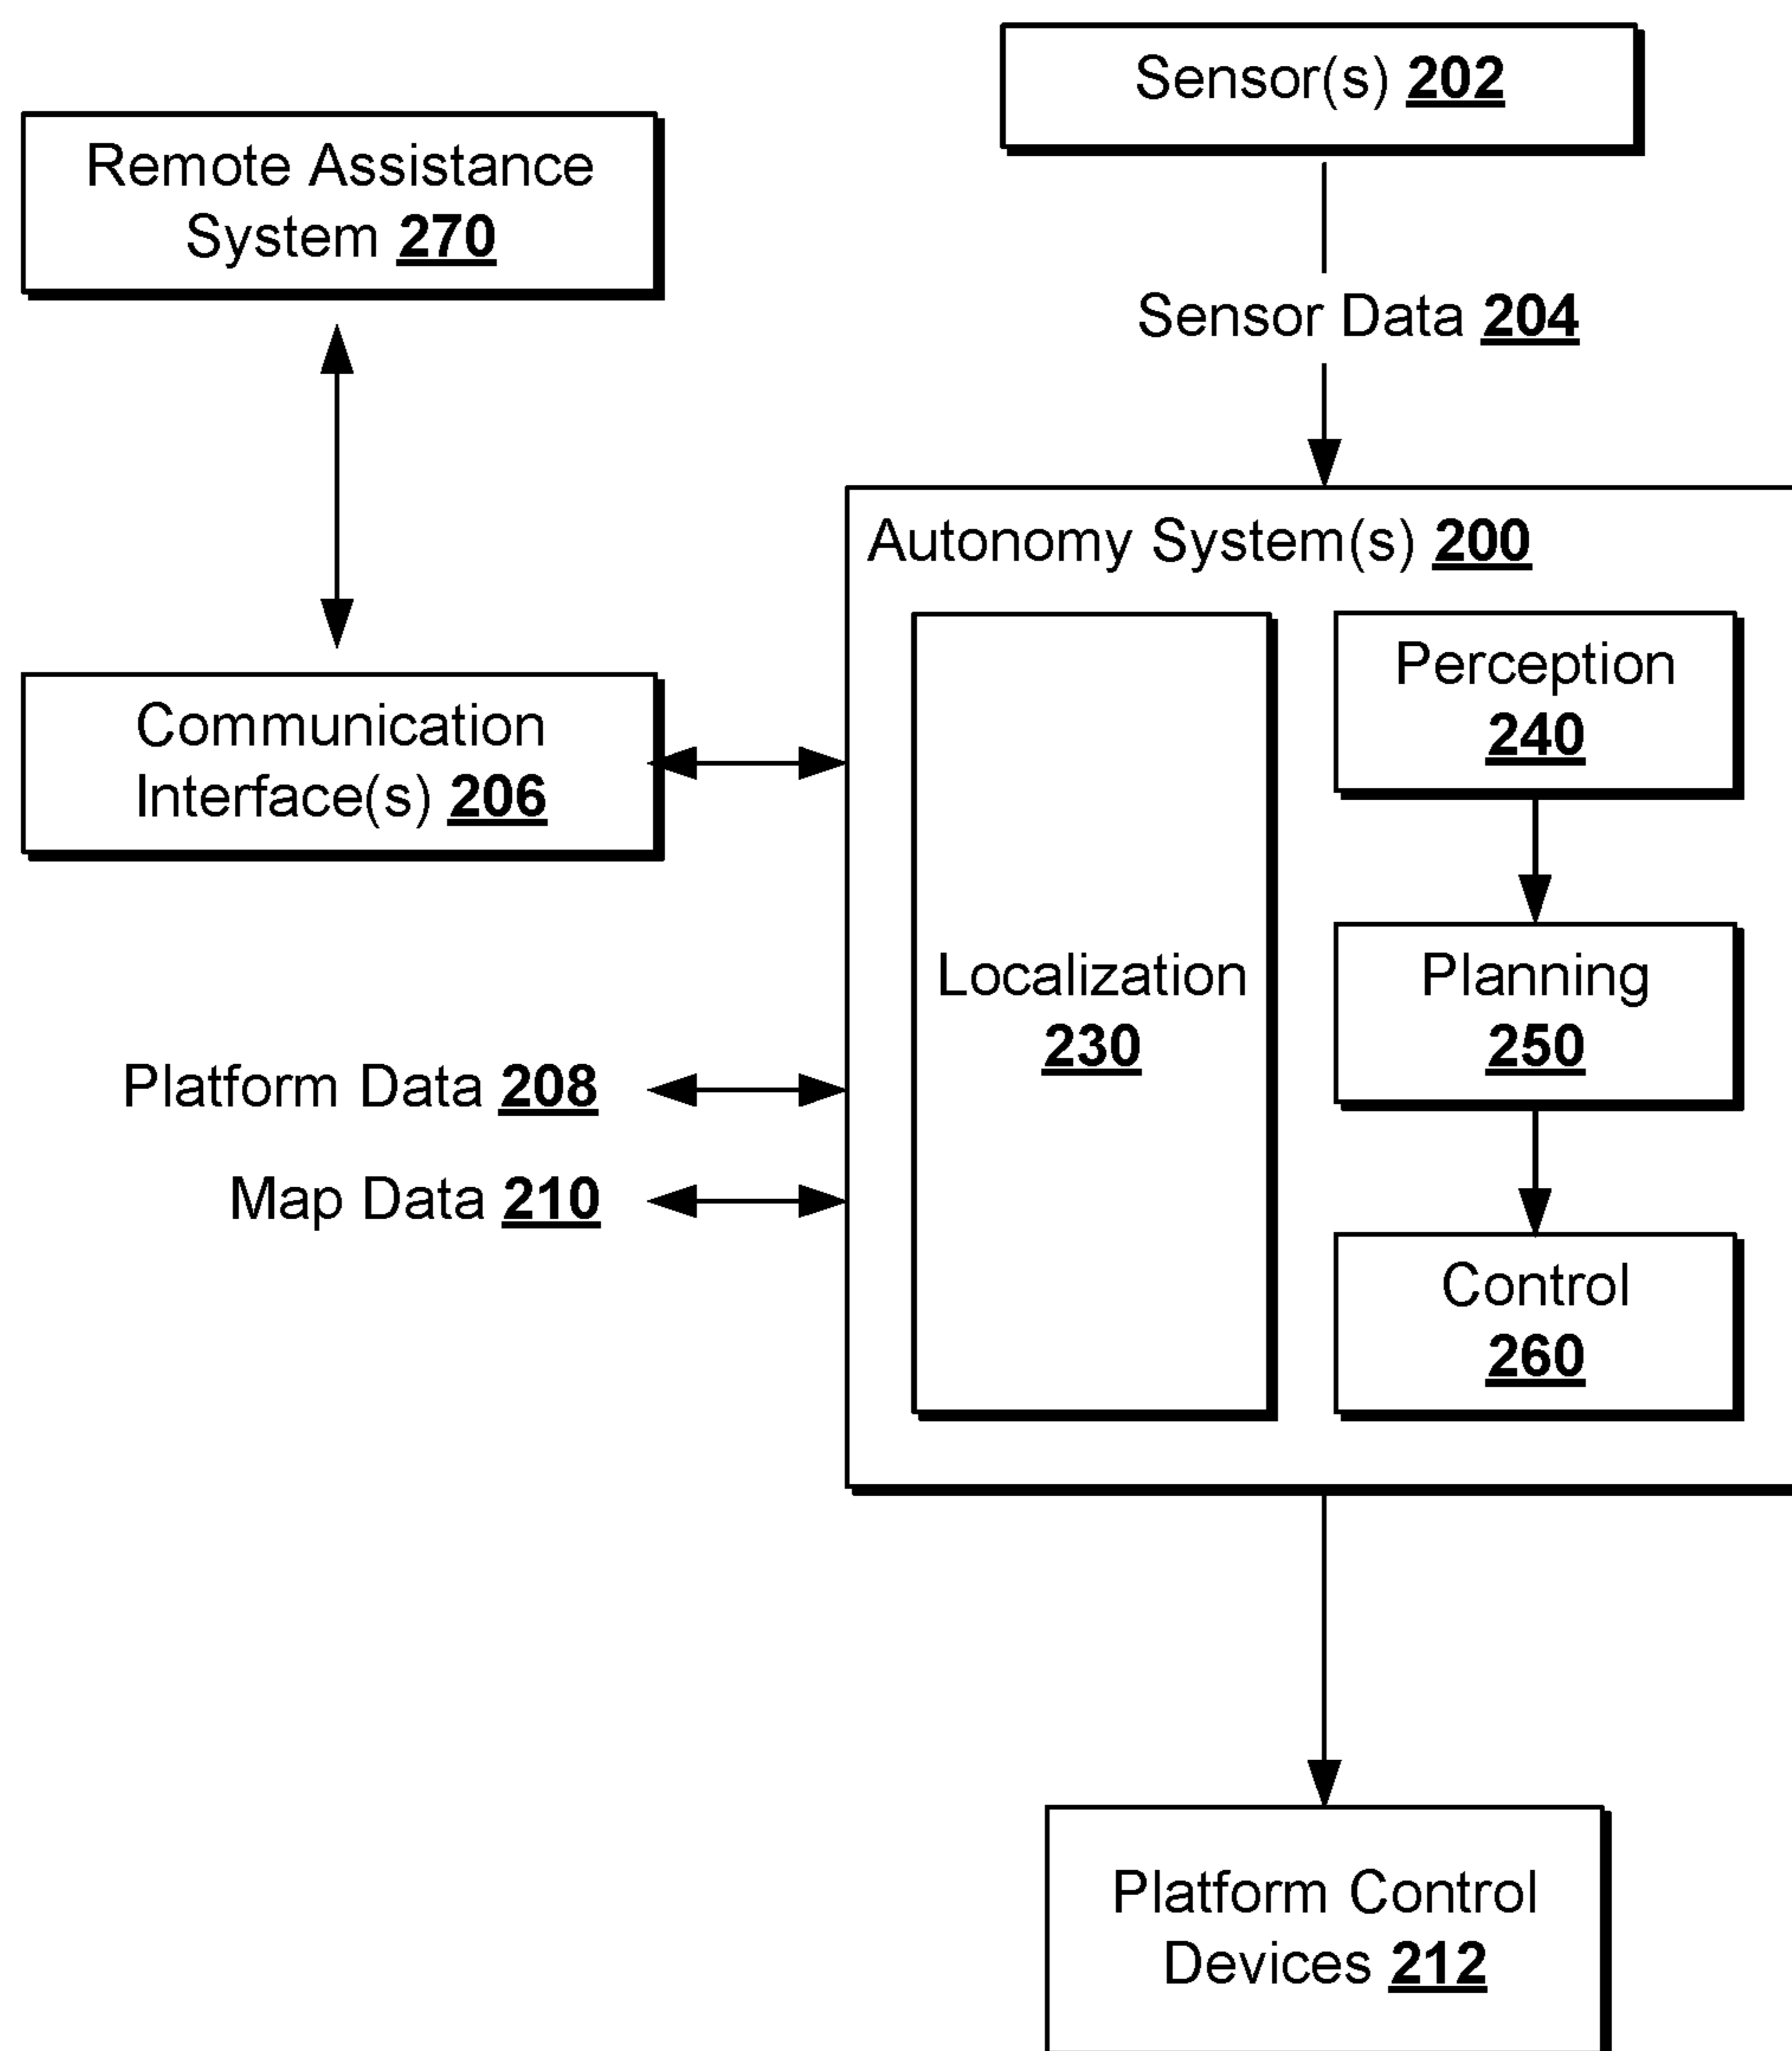 Sensor(s) 202
Remote Assistance
System 270
Sensor Data 204
Autonomy System(s) 200
Perception
240
Communication
Interface(s) 206
Localization
230
Planning
250
Platform Data 208
Map Data 210
Control
260
Platform Control
Devices 212